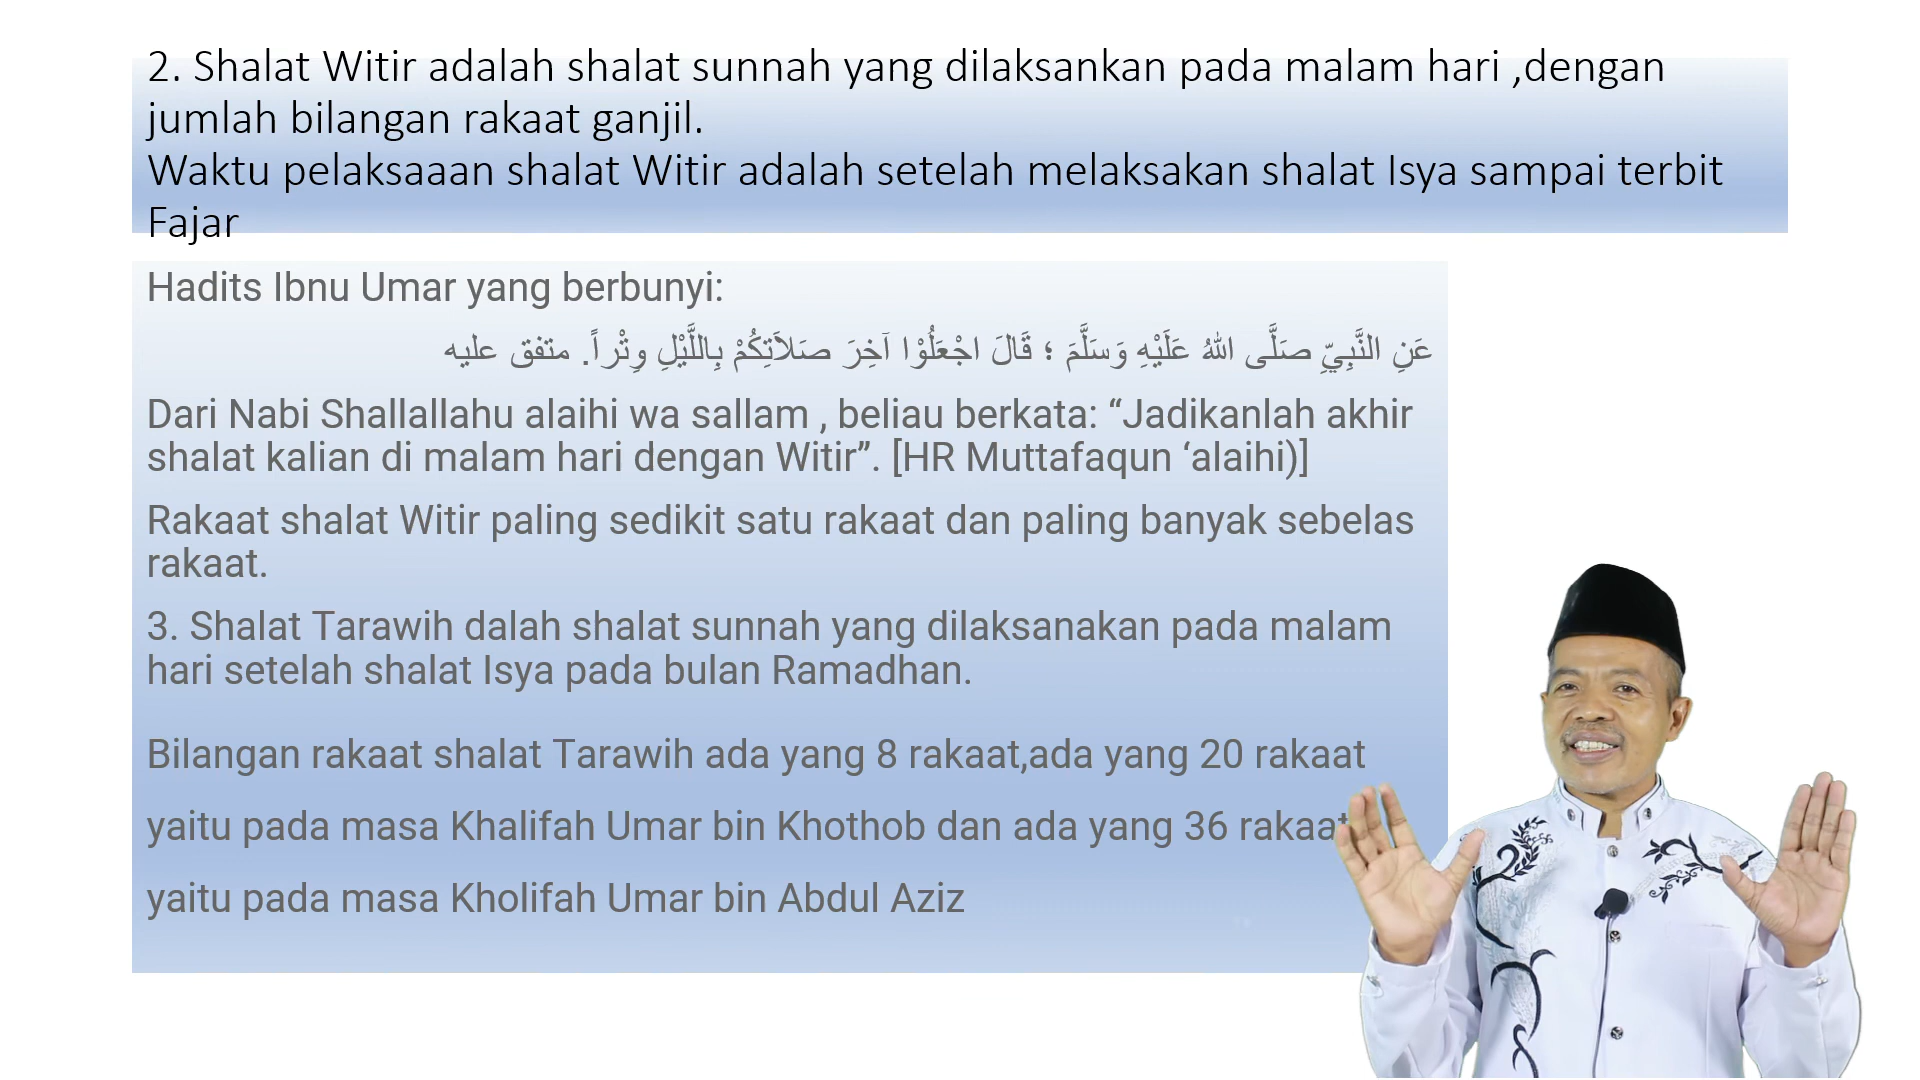 2. Shalat Witir adalah shalat sunnah yang dilaksankan pada malam hari ,dengan
jumlah bilangan rakaat ganjil.
Waktu pelaksaaan shalat Witir adalah setelah melaksakan shalat Isya sampai terbit
Fajar
Hadits Ibnu Umar yang berbunyi:
عَنِ النَّبِيِّ صَلَّى اللهُ عَلَيْهِ وَسَلَّمَ ؛ قَالَ اجْعَلُوْا آخِرَ صَلاَتِكُمْ بِاللَّيْلِ وِتْراً. متفق عليه
Dari Nabi Shallallahu alaihi wa sallam , beliau berkata: “Jadikanlah akhir
shalat kalian di malam hari dengan Witir”. [HR Muttafaqun ‘alaihi)]
Rakaat shalat Witir paling sedikit satu rakaat dan paling banyak sebelas
rakaat.
3. Shalat Tarawih dalah shalat sunnah yang dilaksanakan pada malam
hari setelah shalat Isya pada bulan Ramadhan.
Bilangan rakaat shalat Tarawih ada yang 8 rakaat,ada yang 20 rakaat
yaitu pada masa Khalifah Umar bin Khothob dan ada yang 36 rakaat
yaitu pada masa Kholifah Umar bin Abdul Aziz